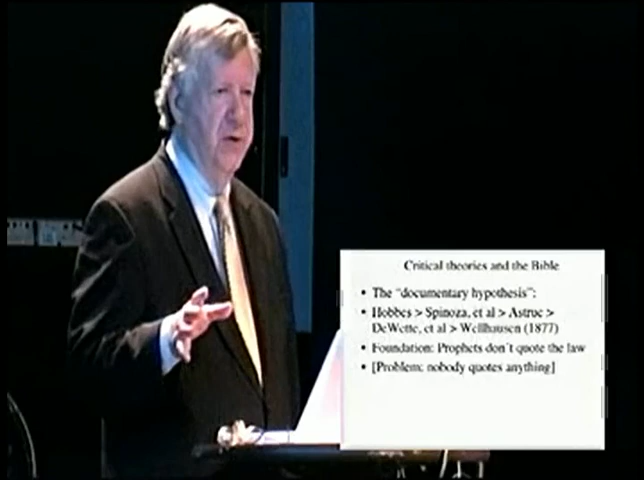 Critical theories and the Bible
• The "documentary hypothesis":
• Hobbes > Spinoza, et al > Astruc >
DeWette, et al > Wellhausen (1877)
• Foundation: Prophets don't quote the law
• [Problem: nobody quotes anything]